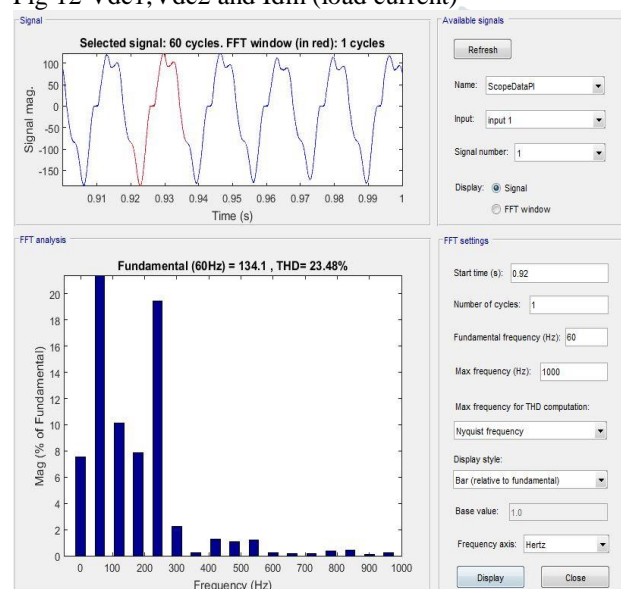 Fig 12 Vdc1,Vdc2 and Idm (load current)
Signal
Selected signal: 60 cycles. FFT window (in red): 1 cycles
Signal mag.
100
50
0
-50
-100
-150
0.91 0.92 0.93 0.94 0.95 0.96 0.97 0.98 0.99 1
Time (s)
Available signals
Refresh
Name: ScopeDataPI
Input: input 1
Signal number: 1
Display: Signal
FFT window
FFT analysis
Fundamental (60Hz) = 134.1 , THD= 23.48%
Mag (% of Fundamental)
20
18
16
14
12
10
8
6
4
2
0
0 100 200 300 400 500 600 700 800 900 1000
Frequency (Hz)
FFT settings
Start time (s): 0.92
Number of cycles: 1
Fundamental frequency (Hz): 60
Max frequency (Hz): 1000
Max frequency for THD computation:
Nyquist frequency
Display style:
Bar (relative to fundamental)
Base value: 1.0
Frequency axis: Hertz
Display Close